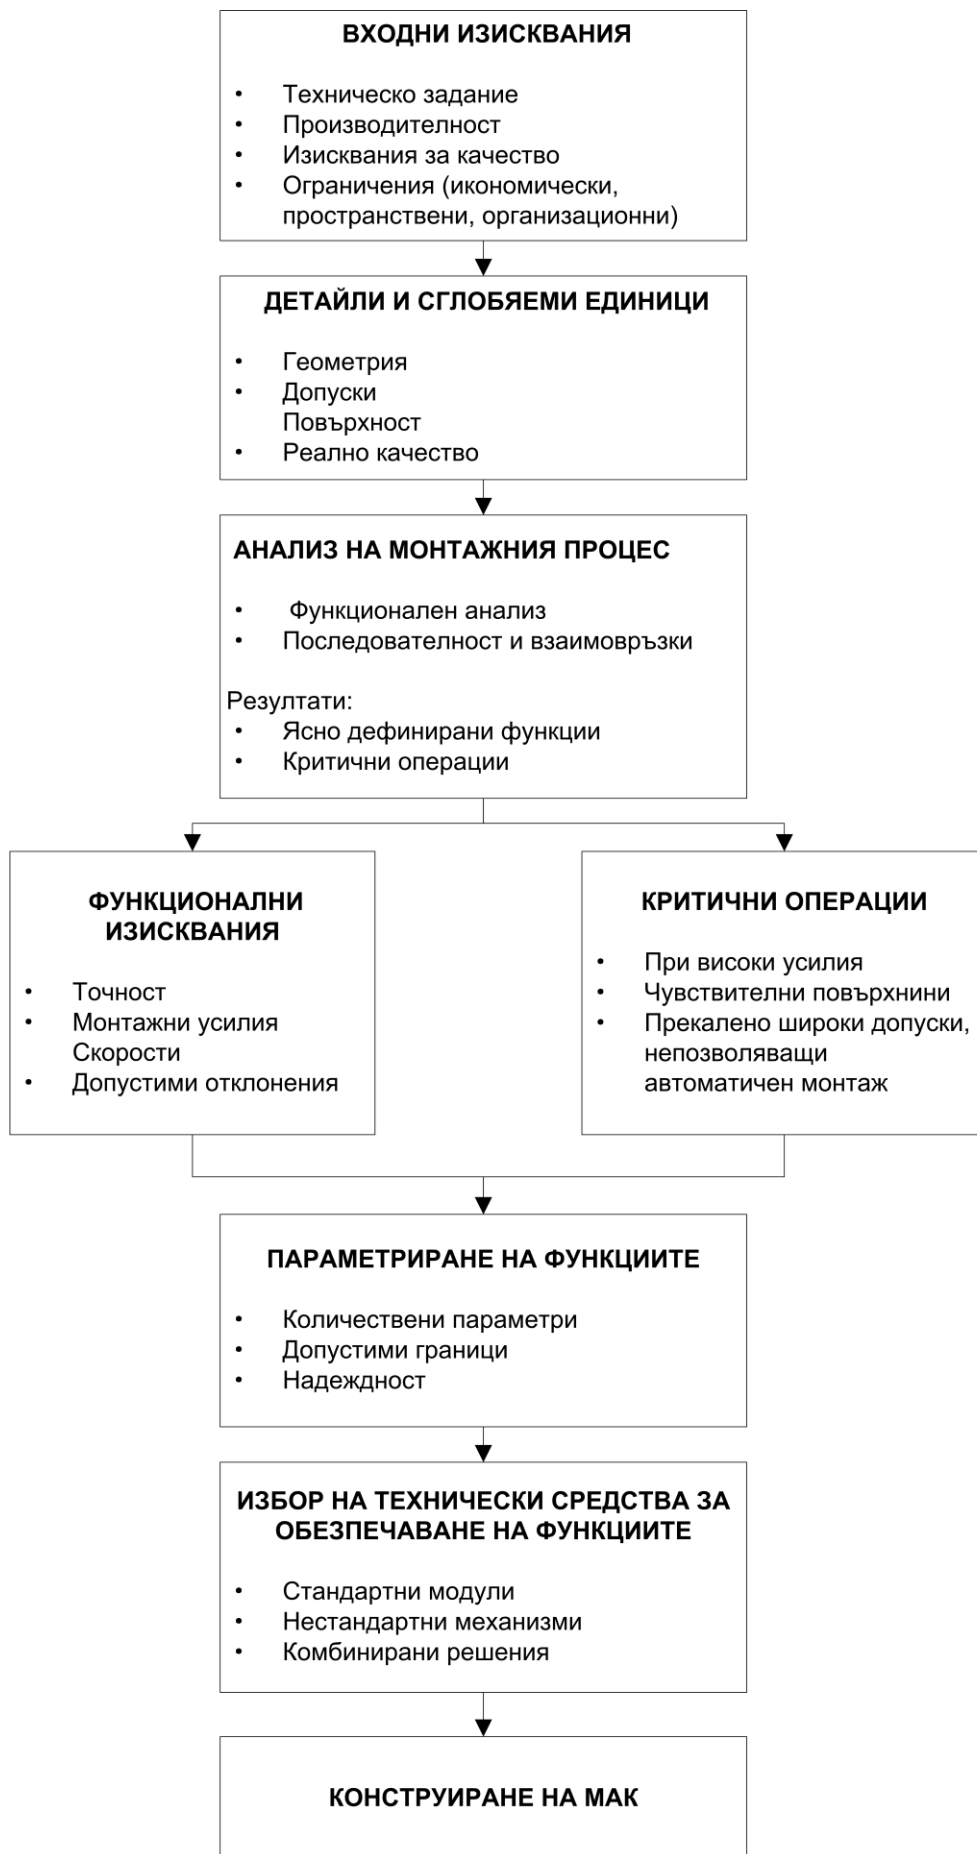 ВХОДНИ ИЗИСКВАНИЯ
• Техническо задание
• Производителност
• Изисквания за качество
• Ограничения (икономически,
пространствени, организационни)
ДЕТАЙЛИ И СГЛОБЯЕМИ ЕДИНИЦИ
• Геометрия
• Допуски
Повърхност
• Реално качество
АНАЛИЗ НА МОНТАЖНИЯ ПРОЦЕС
• Функционален анализ
• Последователност и взаимовръзки
Резултати:
• Ясно дефинирани функции
• Критични операции
ФУНКЦИОНАЛНИ
ИЗИСКВАНИЯ
• Точност
• Монтажни усилия
Скорости
• Допустими отклонения
КРИТИЧНИ ОПЕРАЦИИ
• При високи усилия
• Чувствителни повърхнини
• Прекалено широки допуски,
непозволяващи
автоматичен монтаж
ПАРАМЕТРИРАНЕ НА ФУНКЦИИТЕ
• Количествени параметри
• Допустими граници
• Надеждност
ИЗБОР НА ТЕХНИЧЕСКИ СРЕДСТВА ЗА
ОБЕЗПЕЧАВАНЕ НА ФУНКЦИИТЕ
• Стандартни модули
• Нестандартни механизми
• Комбинирани решения
КОНСТРУИРАНЕ НА МАК